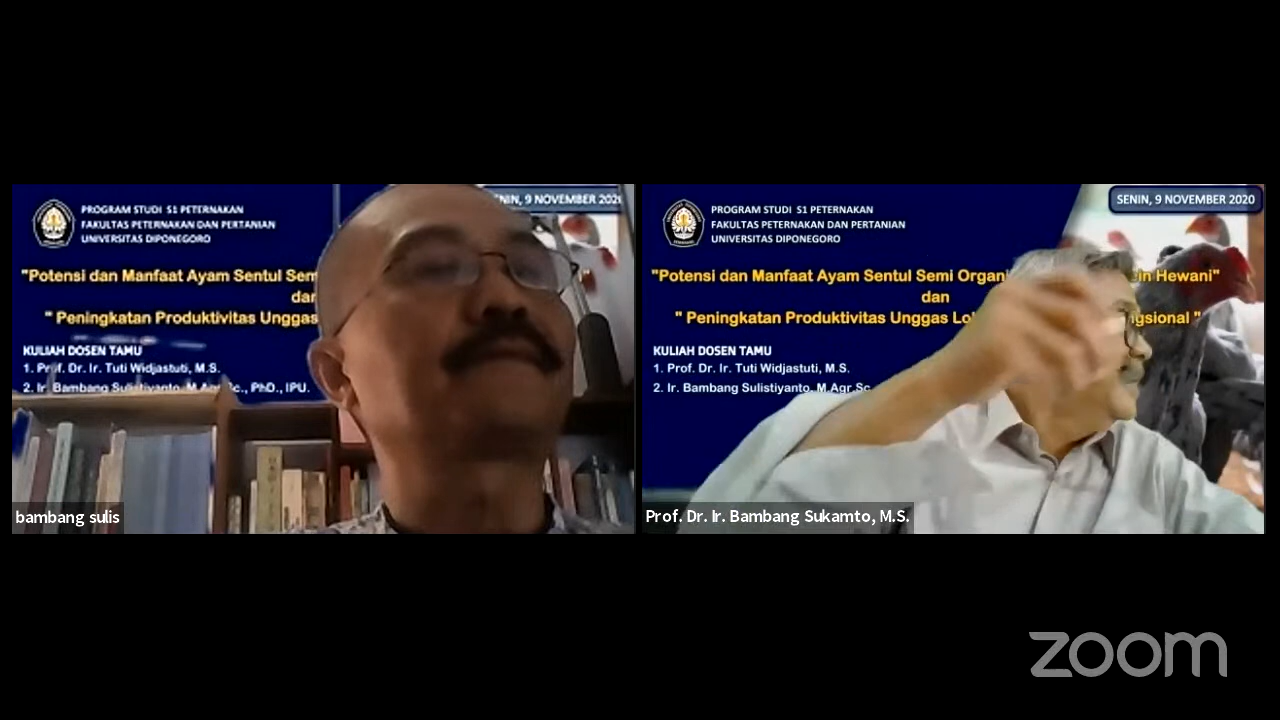 PROGRAM STUDI S1 PETERNAKAN
FAKULTAS PETERNAKAN DAN PERTANIAN
UNIVERSITAS DIPONEGORO
SENIN, 9 NOVEMBER 2020
"Potensi dan Manfaat Ayam Sentul Sem
dan
" Peningkatan Produktivitas Unggas
KULIAH DOSEN TAMU
1. Prof. Dr. Ir. Tuti Widjastuti, M.S.
2. Ir. Bambang Sulistiyanto, M.Agr.Sc., PhD., IPU.
bambang sulis
PROGRAM STUDI S1 PETERNAKAN
FAKULTAS PETERNAKAN DAN PERTANIAN
UNIVERSITAS DIPONEGORO
SENIN, 9 NOVEMBER 2020
"Potensi dan Manfaat Ayam Sentul Semi Organi in Hewani"
dan
" Peningkatan Produktivitas Unggas Lo ngsional "
KULIAH DOSEN TAMU
1. Prof. Dr. Ir. Tuti Widjastuti, M.S.
2. Ir. Bambang Sulistiyanto, M.Agr.Sc
Prof. Dr. Ir. Bambang Sukamto, M.S.
zoom